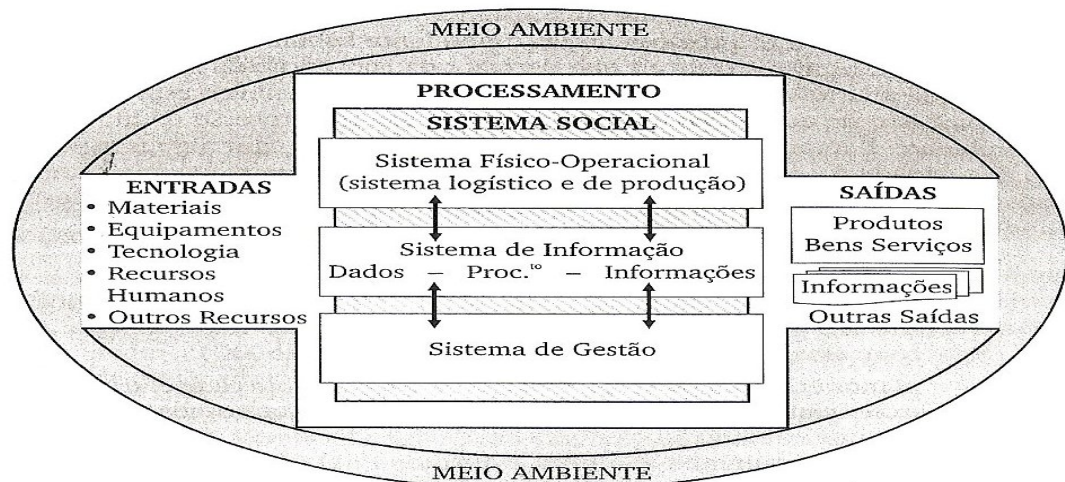 MEIO AMBIENTE
PROCESSAMENTO
SISTEMA SOCIAL
Sistema Físico-Operacional
(sistema logístico e de produção)
Sistema de Informação
Dados – Proc.to – Informações
Sistema de Gestão
ENTRADAS
• Materiais
• Equipamentos
• Tecnologia
• Recursos
Humanos
• Outros Recursos
SAÍDAS
Produtos
Bens Serviços
Informações
Outras Saídas
MEIO AMBIENTE